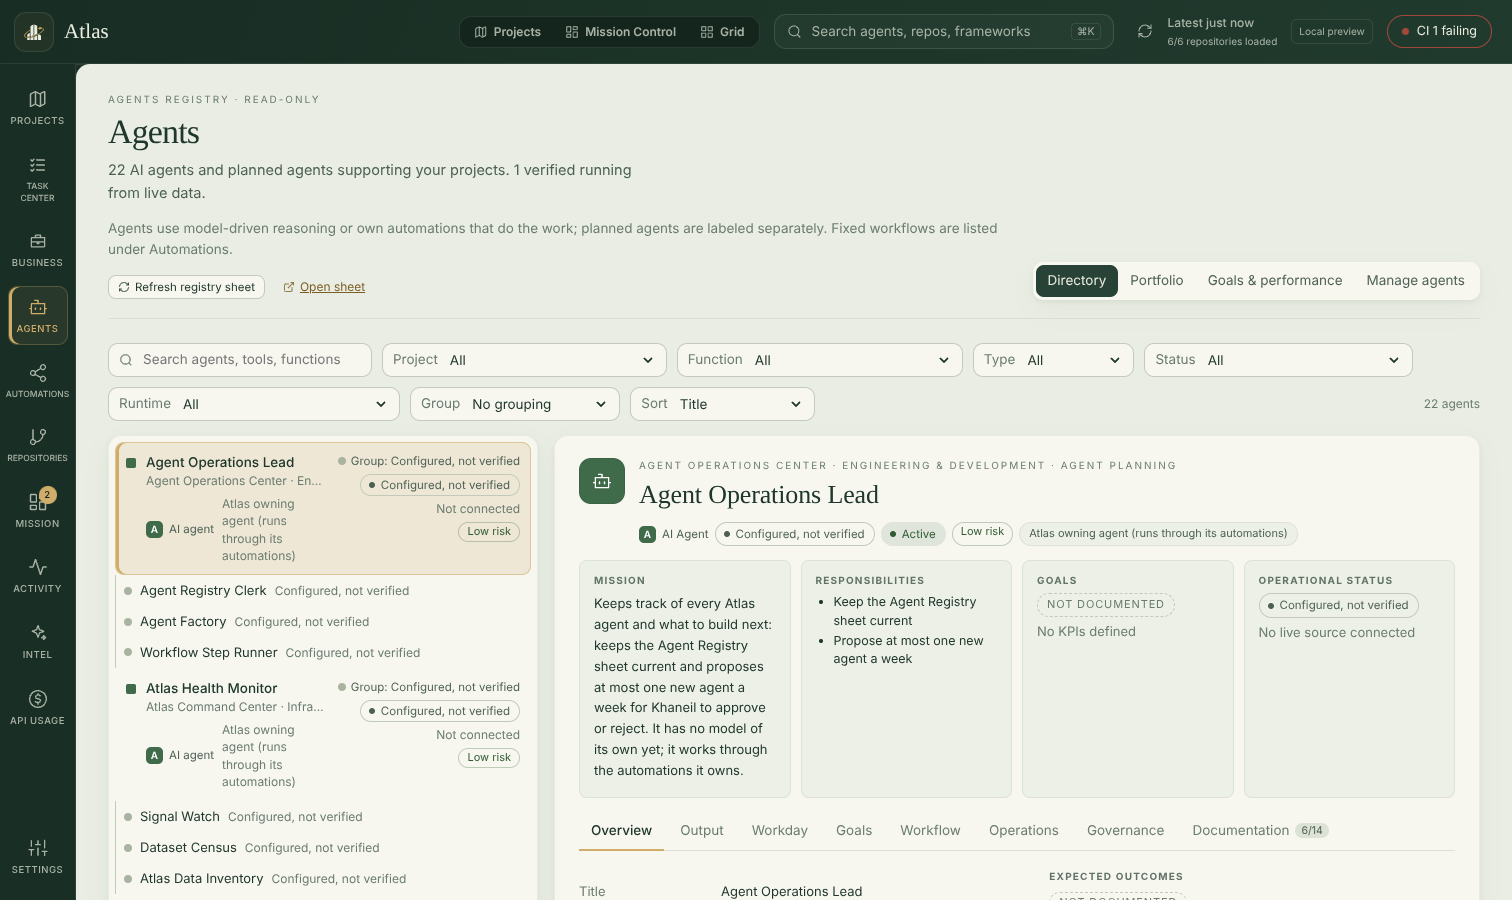 Atlas
Projects
Mission Control
Grid
Search agents, repos, frameworks
⌘K
Latest just now
6/6 repositories loaded
Local preview
CI 1 failing
PROJECTS
TASK
CENTER
BUSINESS
AGENTS
AUTOMATIONS
REPOSITORIES
2
MISSION
ACTIVITY
INTEL
API USAGE
SETTINGS
AGENTS REGISTRY · READ-ONLY
Agents
22 AI agents and planned agents supporting your projects. 1 verified running
from live data.
Agents use model-driven reasoning or own automations that do the work; planned agents are labeled separately. Fixed workflows are listed
under Automations.
Refresh registry sheet
Open sheet
Directory
Portfolio
Goals & performance
Manage agents
Search agents, tools, functions
Project All
Function All
Type All
Status All
Runtime All
Group No grouping
Sort Title
22 agents
Agent Operations Lead
Group: Configured, not verified
Agent Operations Center · En...
Configured, not verified
Not connected
Low risk
A AI agent
Atlas owning
agent (runs
through its
automations)
Agent Registry Clerk Configured, not verified
Agent Factory Configured, not verified
Workflow Step Runner Configured, not verified
Atlas Health Monitor
Group: Configured, not verified
Atlas Command Center · Infra...
Configured, not verified
Not connected
Low risk
A AI agent
Atlas owning
agent (runs
through its
automations)
Signal Watch Configured, not verified
Dataset Census Configured, not verified
Atlas Data Inventory Configured, not verified
AGENT OPERATIONS CENTER · ENGINEERING & DEVELOPMENT · AGENT PLANNING
Agent Operations Lead
A AI Agent
Configured, not verified
Active
Low risk
Atlas owning agent (runs through its automations)
MISSION
Keeps track of every Atlas
agent and what to build next:
keeps the Agent Registry
sheet current and proposes
at most one new agent a
week for Khaneil to approve
or reject. It has no model of
its own yet; it works through
the automations it owns.
RESPONSIBILITIES
• Keep the Agent Registry
sheet current
• Propose at most one new
agent a week
GOALS
NOT DOCUMENTED
No KPIs defined
OPERATIONAL STATUS
Configured, not verified
No live source connected
Overview
Output
Workday
Goals
Workflow
Operations
Governance
Documentation 6/14
Title
Agent Operations Lead
EXPECTED OUTCOMES
NOT DOCUMENTED